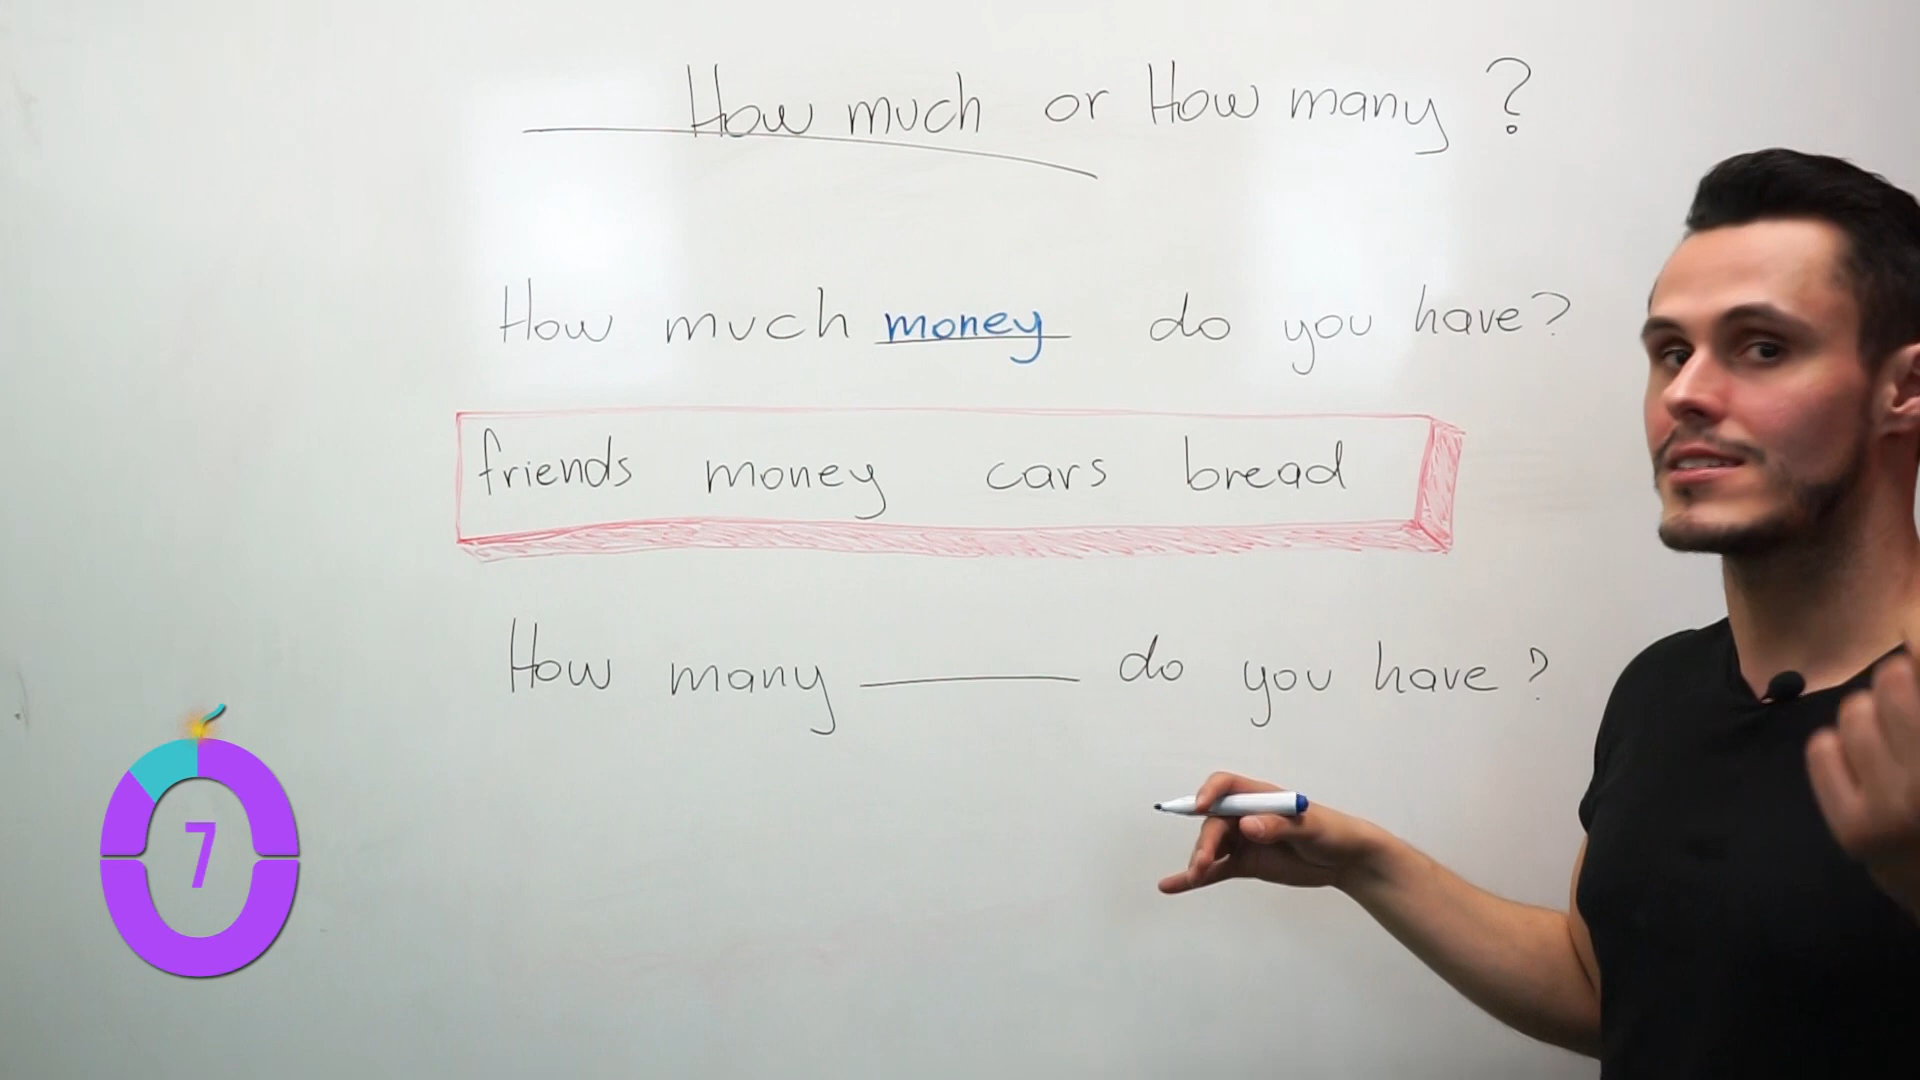 How much or How many ?
How much money do you have?
friends money cars bread
How many ______ do you have?
7